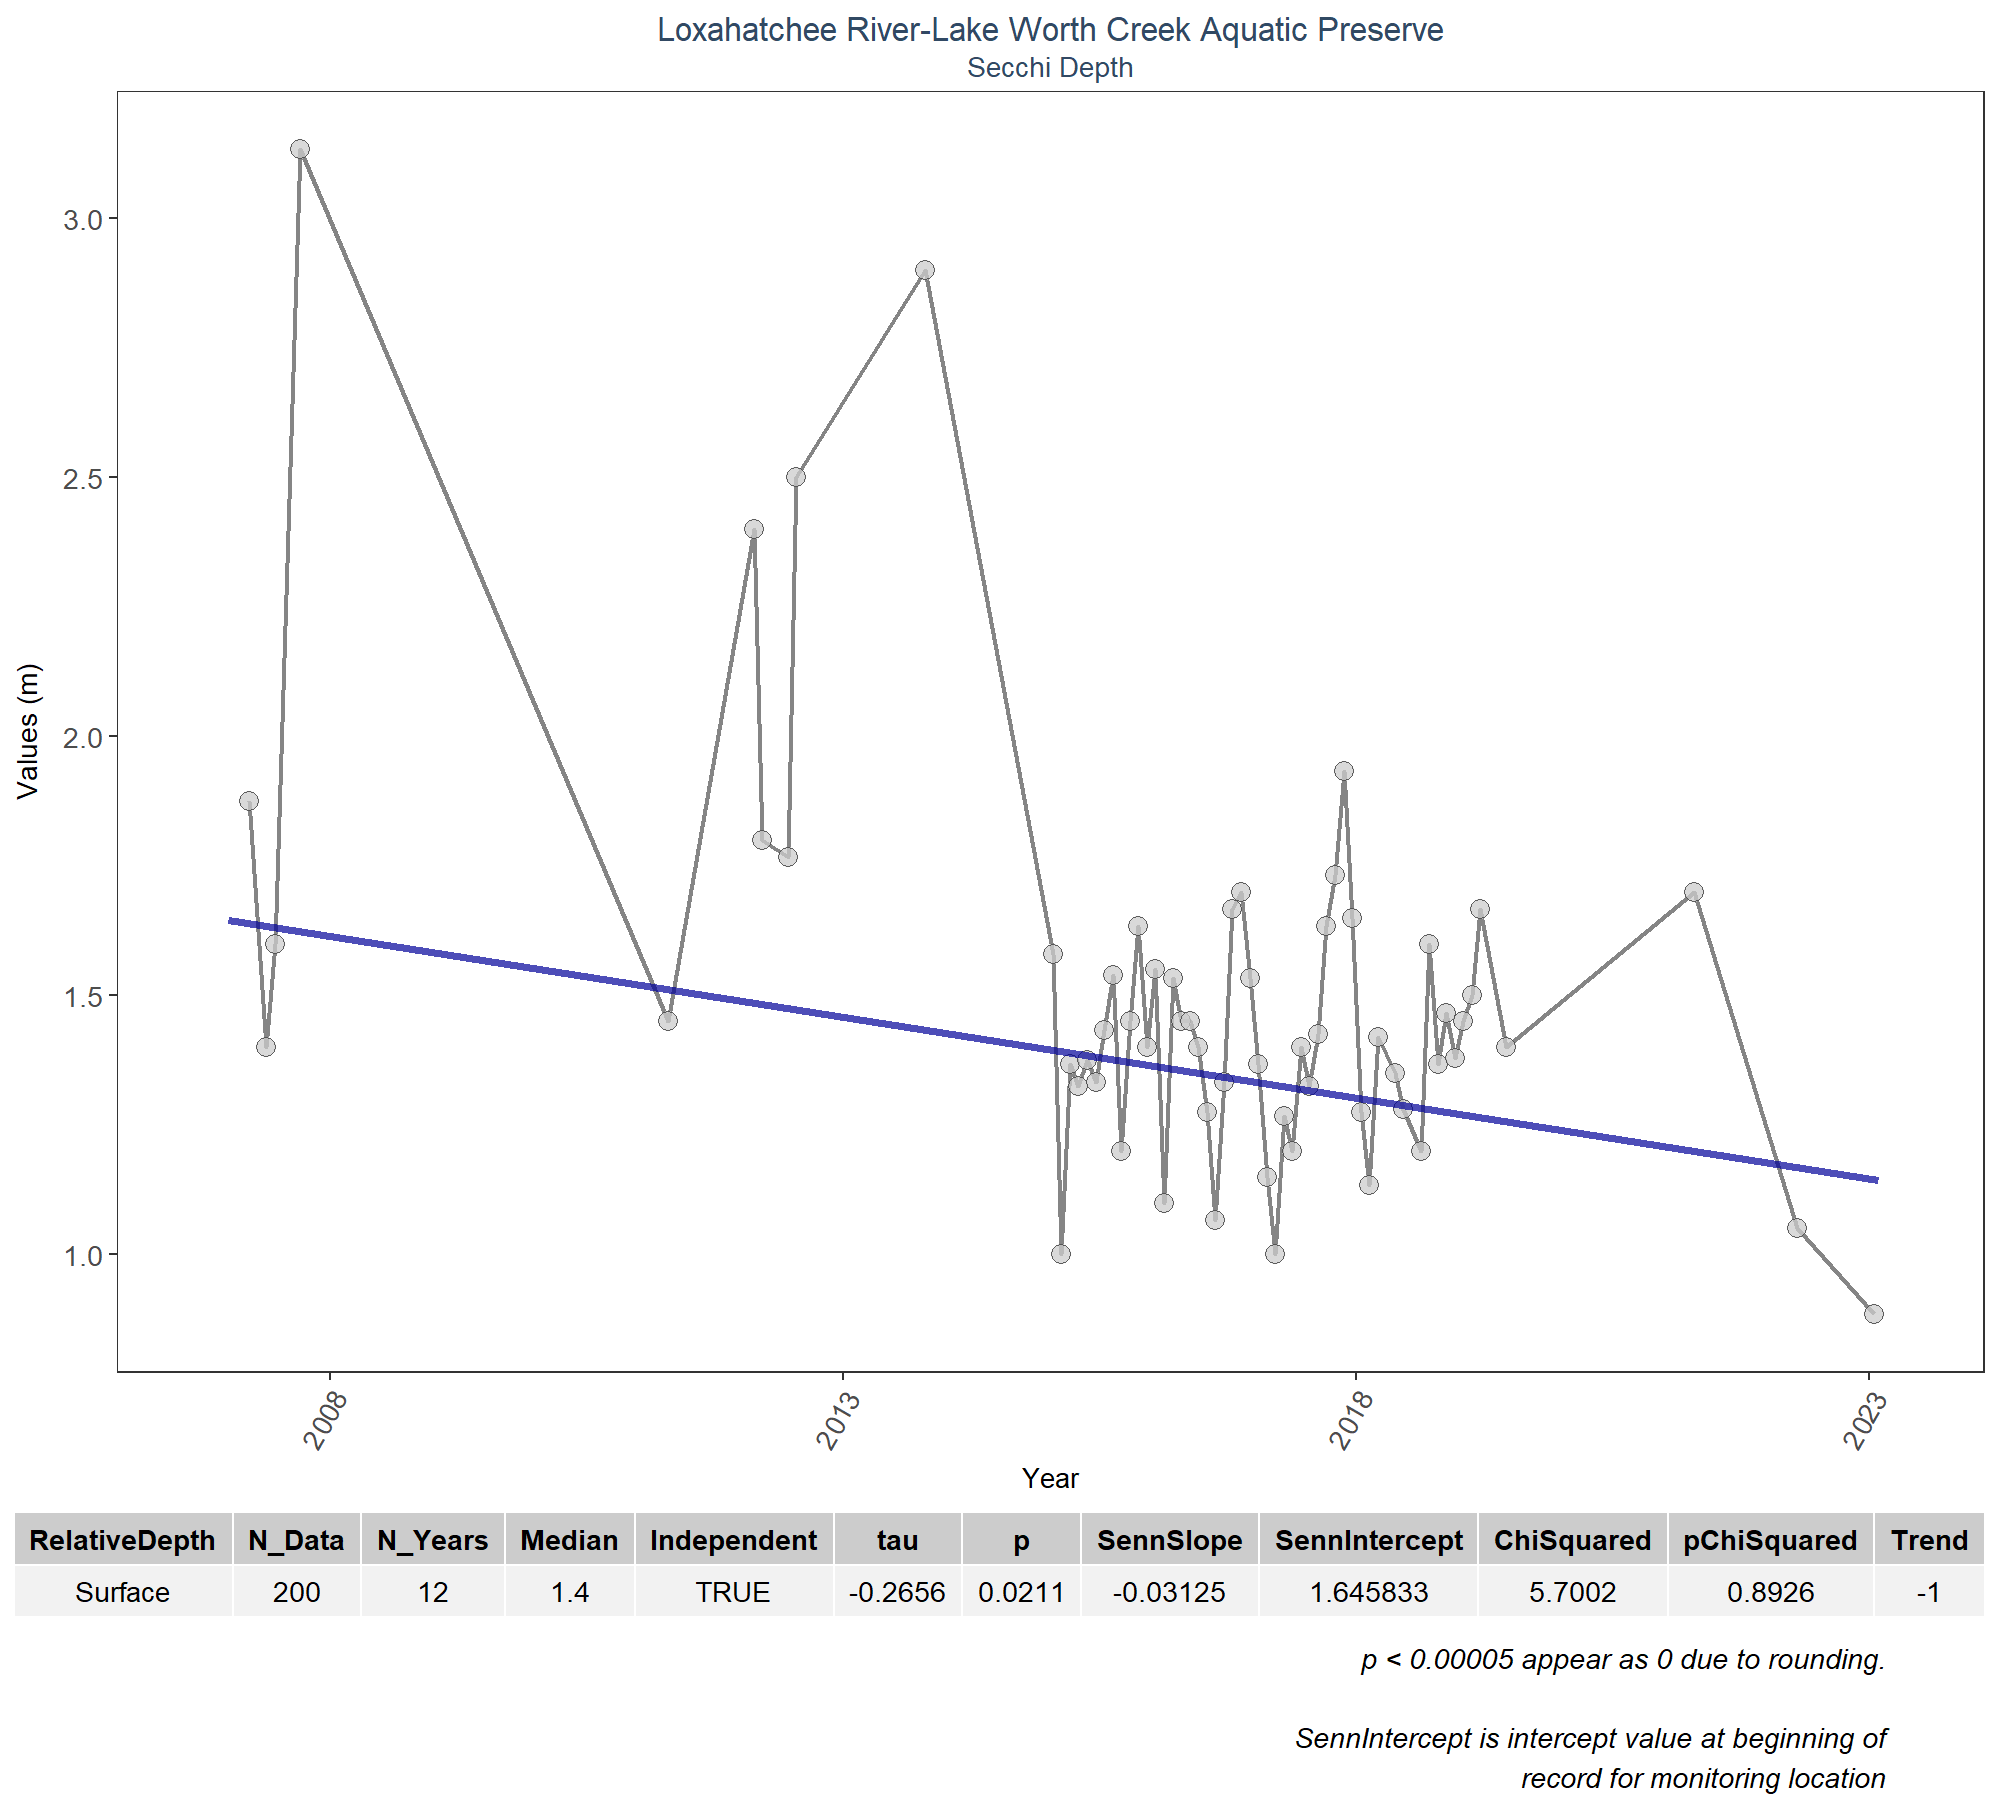 Loxahatchee River-Lake Worth Creek Aquatic Preserve
Secchi Depth
Values (m)
3.0
2.5
2.0
1.5
1.0
2008 2013 2018 2023
Year
RelativeDepth N_Data N_Years Median Independent tau p SennSlope SennIntercept ChiSquared pChiSquared Trend
Surface 200 12 1.4 TRUE -0.2656 0.0211 -0.03125 1.645833 5.7002 0.8926 -1
p < 0.00005 appear as 0 due to rounding.
SennIntercept is intercept value at beginning of
record for monitoring location